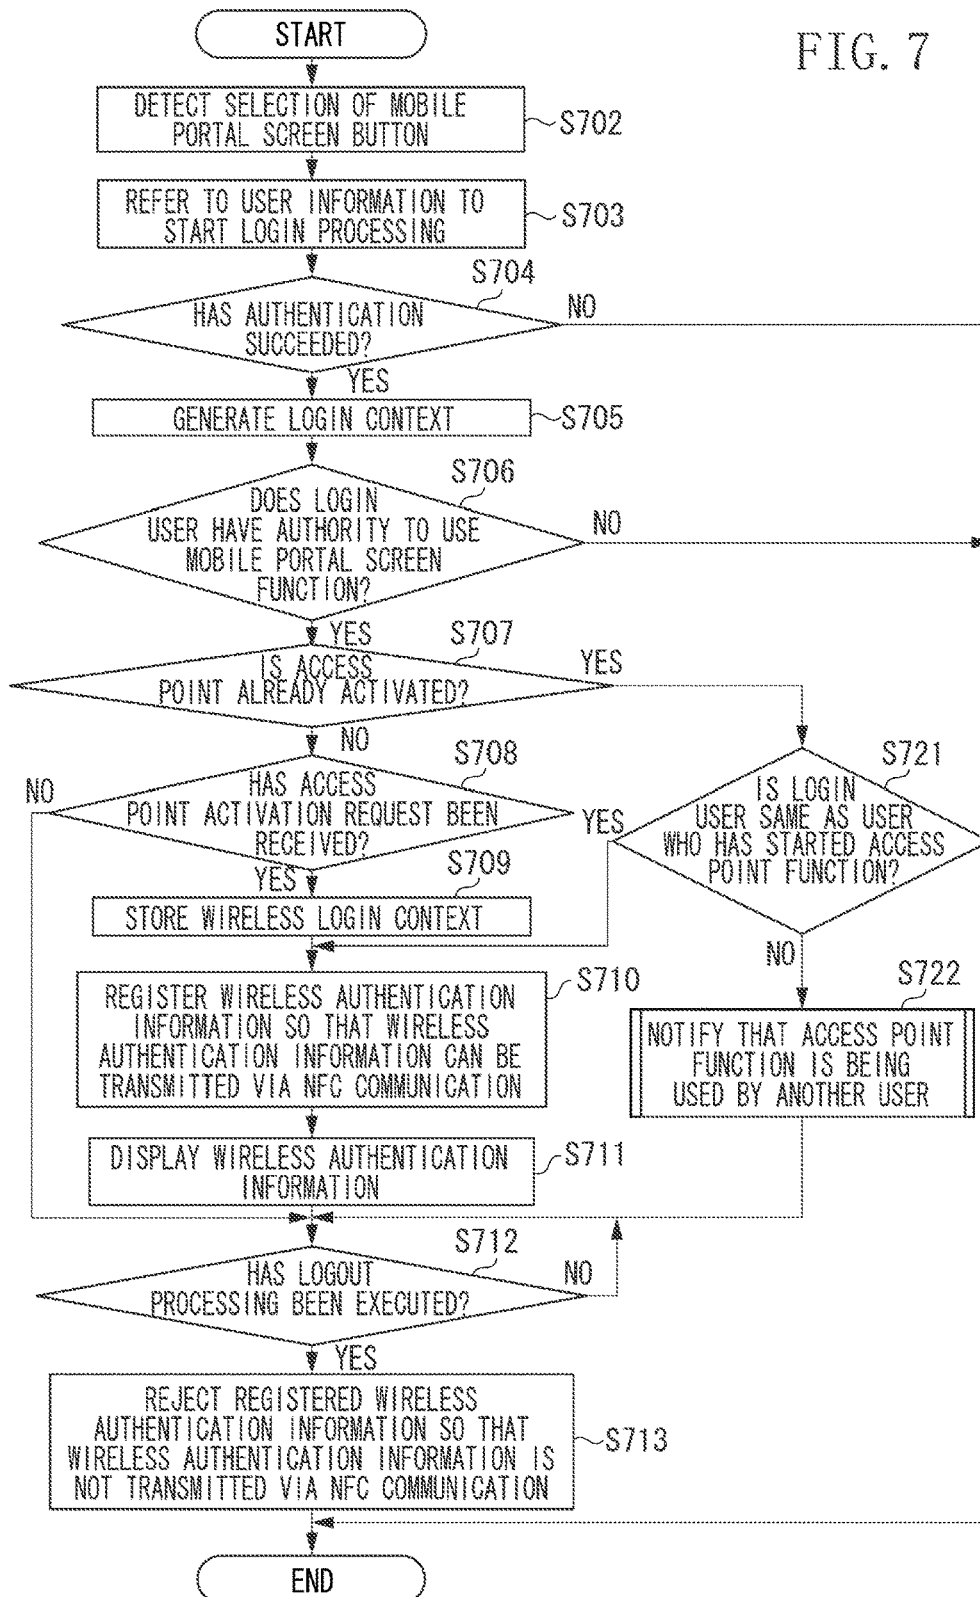 START
FIG. 7
DETECT SELECTION OF MOBILE
PORTAL SCREEN BUTTON
S702
REFER TO USER INFORMATION TO
START LOGIN PROCESSING
S703
S704
HAS AUTHENTICATION
SUCCEEDED?
NO
YES
GENERATE LOGIN CONTEXT
S705
S706
DOES LOGIN
USER HAVE AUTHORITY TO USE
MOBILE PORTAL SCREEN
FUNCTION?
NO
YES
S707
IS ACCESS
POINT ALREADY ACTIVATED?
YES
NO
S708
HAS ACCESS
POINT ACTIVATION REQUEST BEEN
RECEIVED?
NO
YES
S721
IS LOGIN
USER SAME AS USER
WHO HAS STARTED ACCESS
POINT FUNCTION?
YES
NO
S709
STORE WIRELESS LOGIN CONTEXT
S710
REGISTER WIRELESS AUTHENTICATION
INFORMATION SO THAT WIRELESS
AUTHENTICATION INFORMATION CAN BE
TRANSMITTED VIA NFC COMMUNICATION
S722
NOTIFY THAT ACCESS POINT
FUNCTION IS BEING
USED BY ANOTHER USER
DISPLAY WIRELESS AUTHENTICATION
INFORMATION
S711
S712
HAS LOGOUT
PROCESSING BEEN EXECUTED?
NO
YES
REJECT REGISTERED WIRELESS
AUTHENTICATION INFORMATION SO THAT
WIRELESS AUTHENTICATION INFORMATION IS
NOT TRANSMITTED VIA NFC COMMUNICATION
S713
END